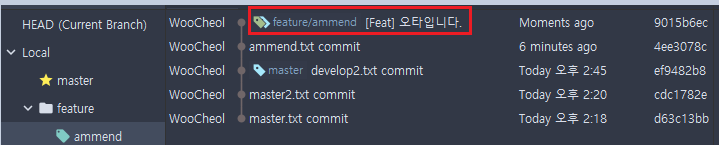 HEAD (Current Branch)
Local
master
feature
ammend
WooCheol feature/ammend [Feat] 오타입니다. Moments ago 9015b6ec
WooCheol ammend.txt commit 6 minutes ago 4ee3078c
WooCheol master develop2.txt commit Today 오후 2:45 ef9482b8
WooCheol master2.txt commit Today 오후 2:20 cdc1782e
WooCheol master.txt commit Today 오후 2:18 d63c13bb